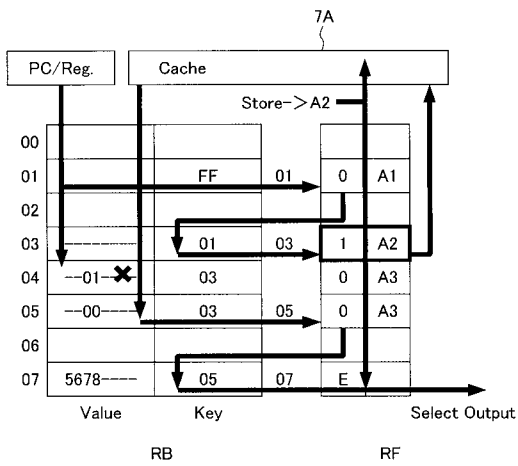 7A
PC/Reg. Cache
Store->A2
00
01 FF 01 0 A1
02
03 -------- 01 03 1 A2
04 --01---- 03 0 A3
05 --00---- 03 05 0 A3
06
07 5678---- 05 07 E
Value Key Select Output
RB RF